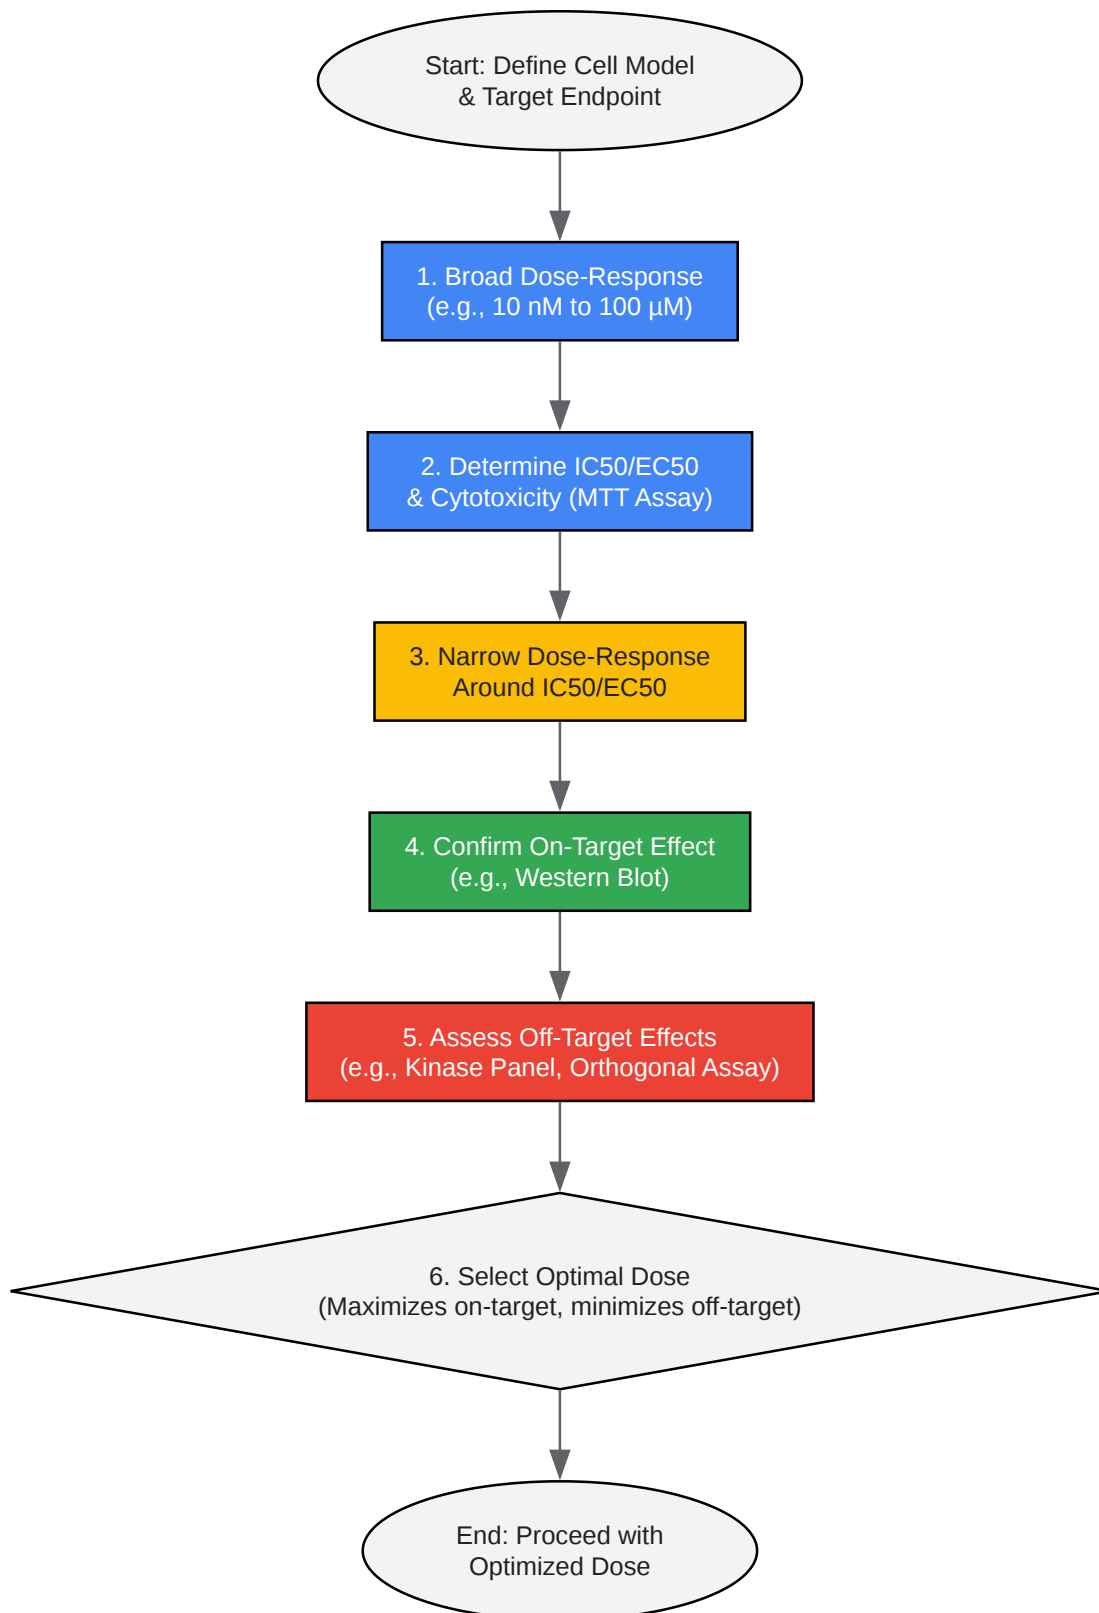 Start: Define Cell Model
& Target Endpoint
1. Broad Dose-Response
(e.g., 10 nM to 100 µM)
2. Determine IC50/EC50
& Cytotoxicity (MTT Assay)
3. Narrow Dose-Response
Around IC50/EC50
4. Confirm On-Target Effect
(e.g., Western Blot)
5. Assess Off-Target Effects
(e.g., Kinase Panel, Orthogonal Assay)
6. Select Optimal Dose
(Maximizes on-target, minimizes off-target)
End: Proceed with
Optimized Dose